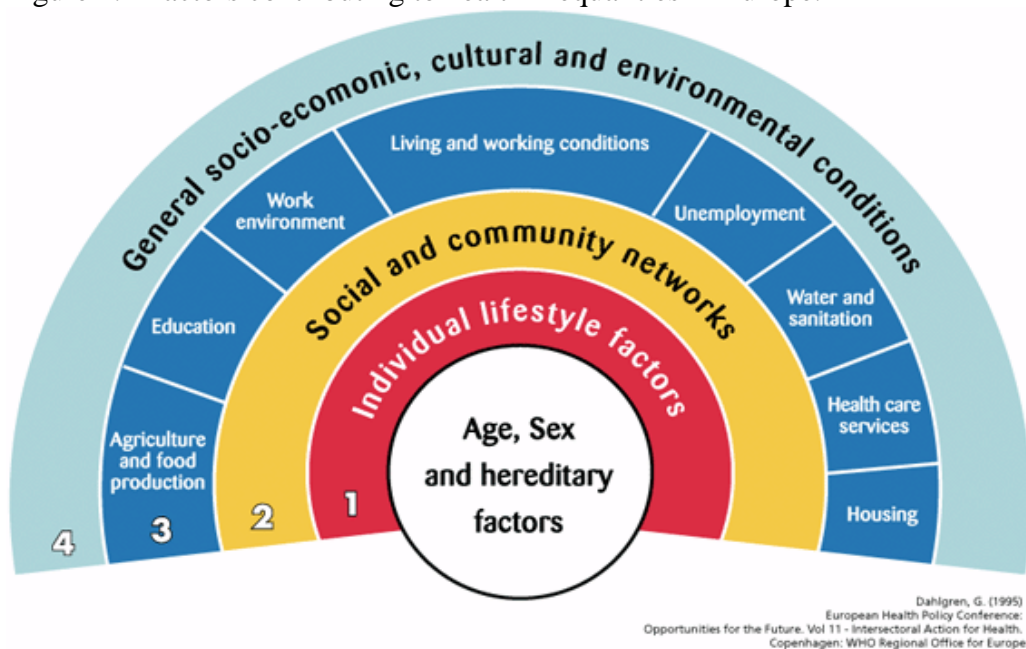 General socio-ecomonic, cultural and environmental conditions
Living and working conditions
Work
environment
Unemployment
Education
Water and
sanitation
Agriculture
and food
production
Health care
services
Housing
Social and community networks
Individual lifestyle factors
Age, Sex
and hereditary
factors
4
3
2
1
Dahlgren, G. (1995)
European Health Policy Conference:
Opportunities for the Future. Vol 11 - Intersectoral Action for Health.
Copenhagen: WHO Regional Office for Europe